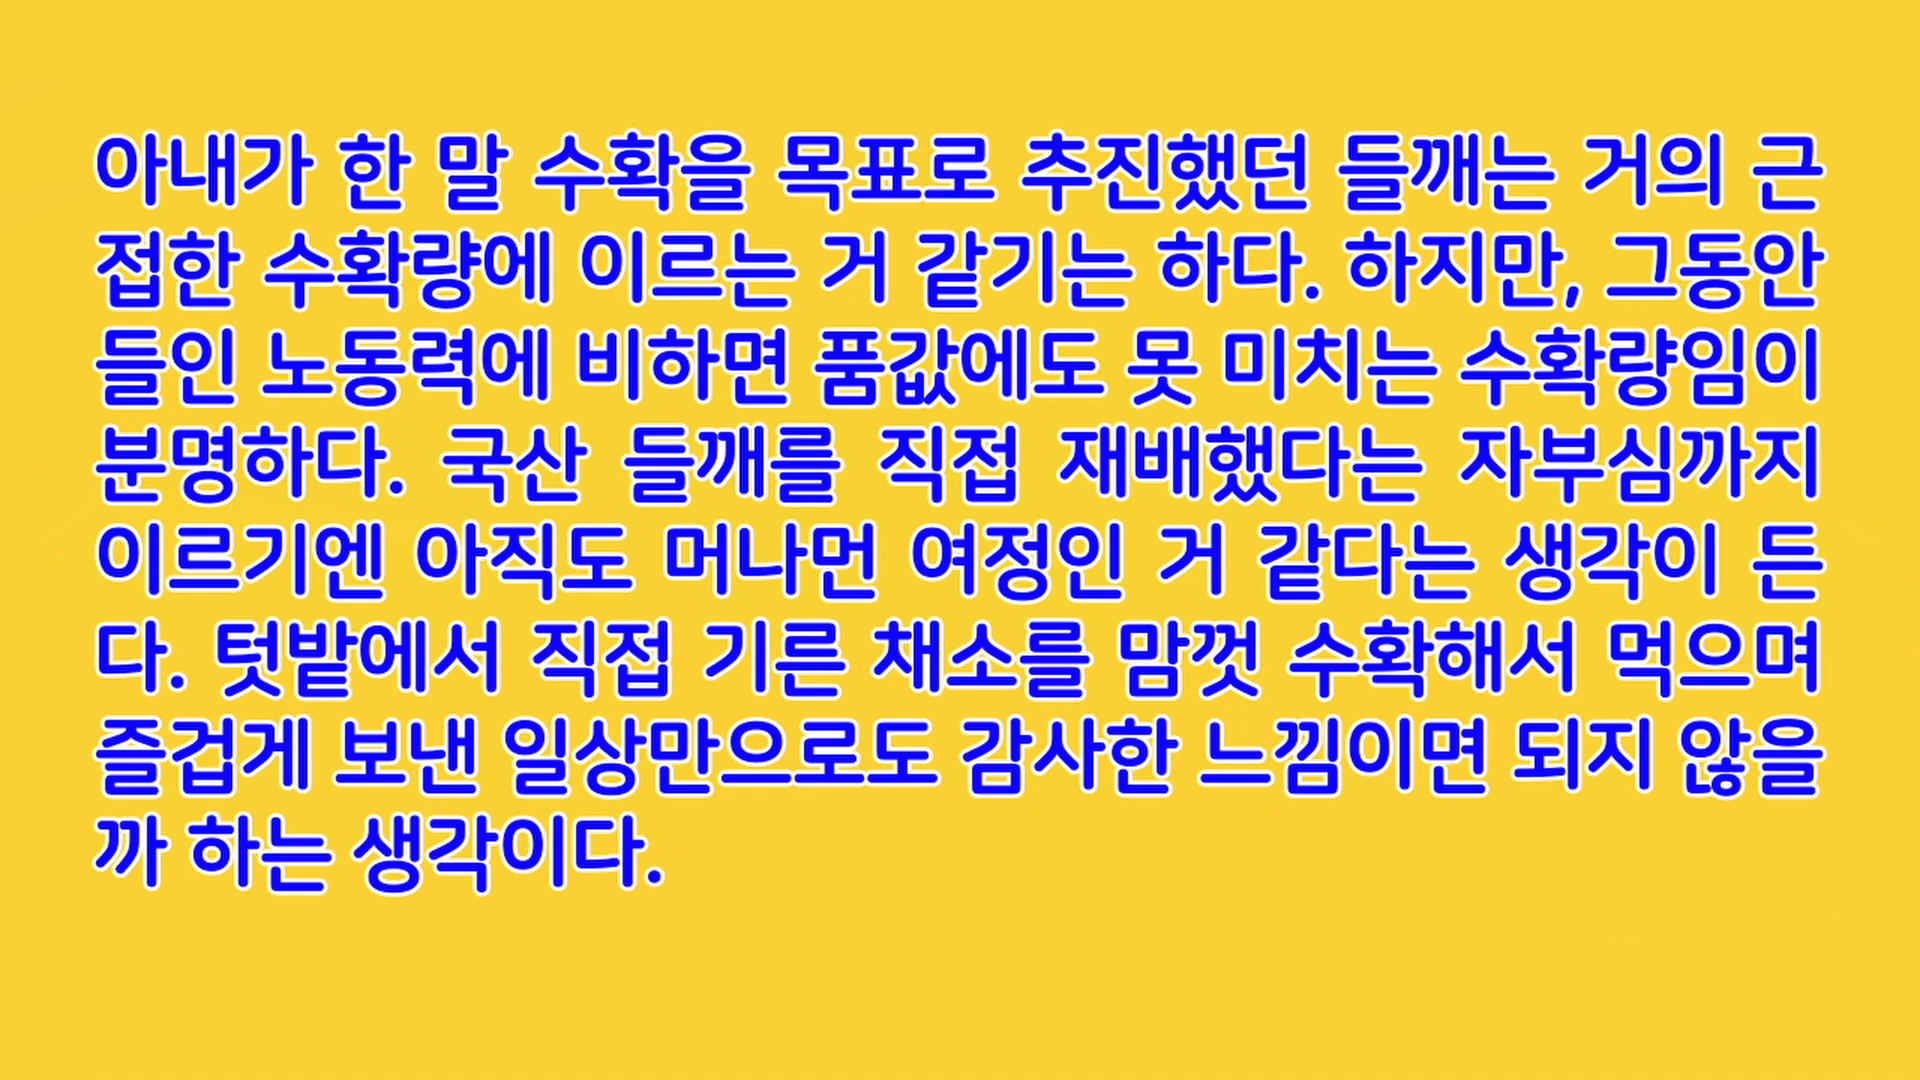 아내가 한 말 수확을 목표로 추진했던 들깨는 거의 근
접한 수확량에 이르는 거 같기는 하다. 하지만, 그동안
들인 노동력에 비하면 품값에도 못 미치는 수확량임이
분명하다. 국산 들깨를 직접 재배했다는 자부심까지
이르기엔 아직도 머나먼 여정인 거 같다는 생각이 든
다. 텃밭에서 직접 기른 채소를 맘껏 수확해서 먹으며
즐겁게 보낸 일상만으로도 감사한 느낌이면 되지 않을
까 하는 생각이다.